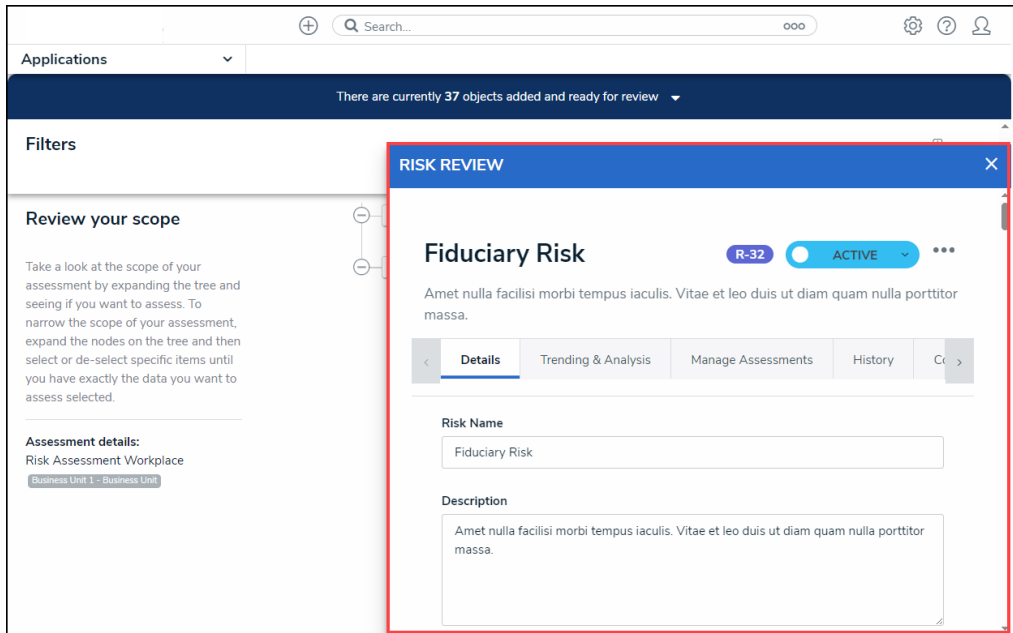 Search...
Applications
There are currently 37 objects added and ready for review
Filters
RISK REVIEW
Review your scope
Take a look at the scope of your
assessment by expanding the tree and
seeing if you want to assess. To
narrow the scope of your assessment,
expand the nodes on the tree and then
select or de-select specific items until
you have exactly the data you want to
assess selected.
Assessment details:
Risk Assessment Workplace
Business Unit 1 - Business Unit
Fiduciary Risk
R-32
ACTIVE
Amet nulla facilisi morbi tempus iaculis. Vitae et leo duis ut diam quam nulla porttitor
massa.
Details Trending & Analysis Manage Assessments History
Risk Name
Fiduciary Risk
Description
Amet nulla facilisi morbi tempus iaculis. Vitae et leo duis ut diam quam nulla porttitor
massa.